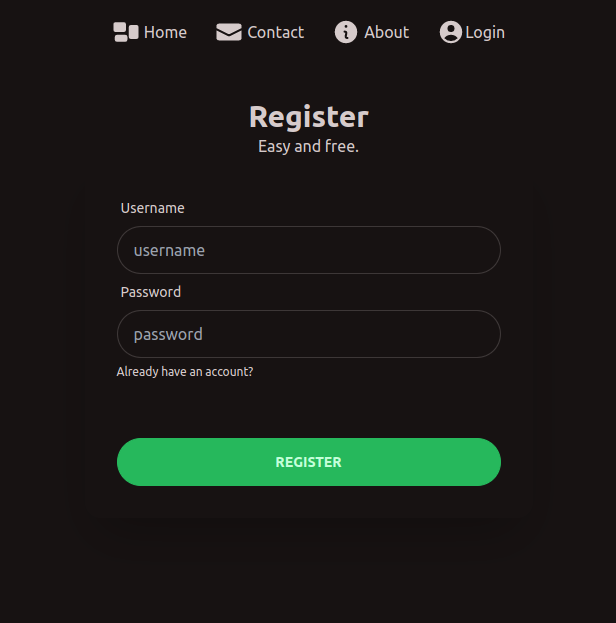 Home Contact About Login
Register
Easy and free.
Username
username
Password
password
Already have an account?
REGISTER